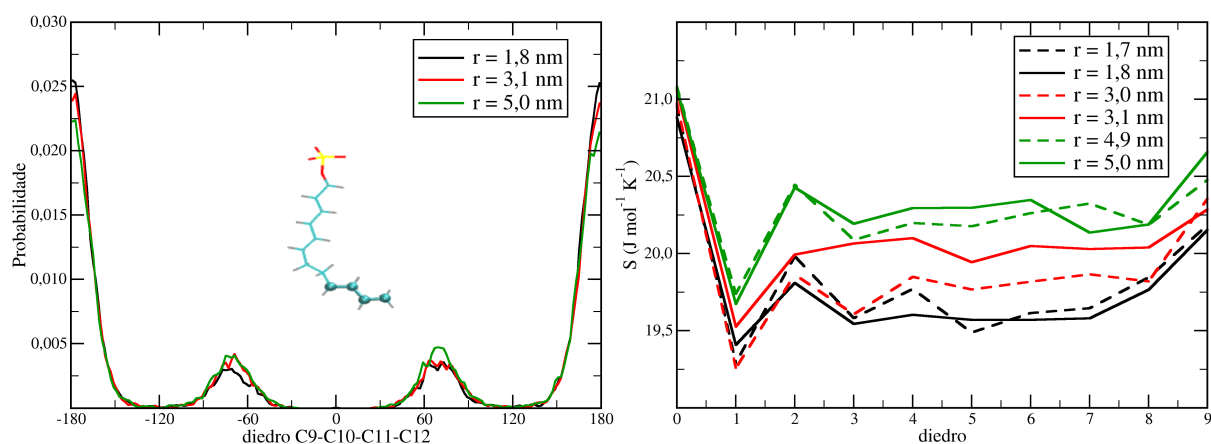 0,030
0,025
0,020
0,015
0,010
0,005
Probabilidade
r = 1,8 nm
r = 3,1 nm
r = 5,0 nm
-180 -120 -60 0 60 120 180
diedro C9-C10-C11-C12
21,0
20,5
20,0
19,5
S (J mol⁻¹ K⁻¹)
r = 1,7 nm
r = 1,8 nm
r = 3,0 nm
r = 3,1 nm
r = 4,9 nm
r = 5,0 nm
0 1 2 3 4 5 6 7 8 9
diedro